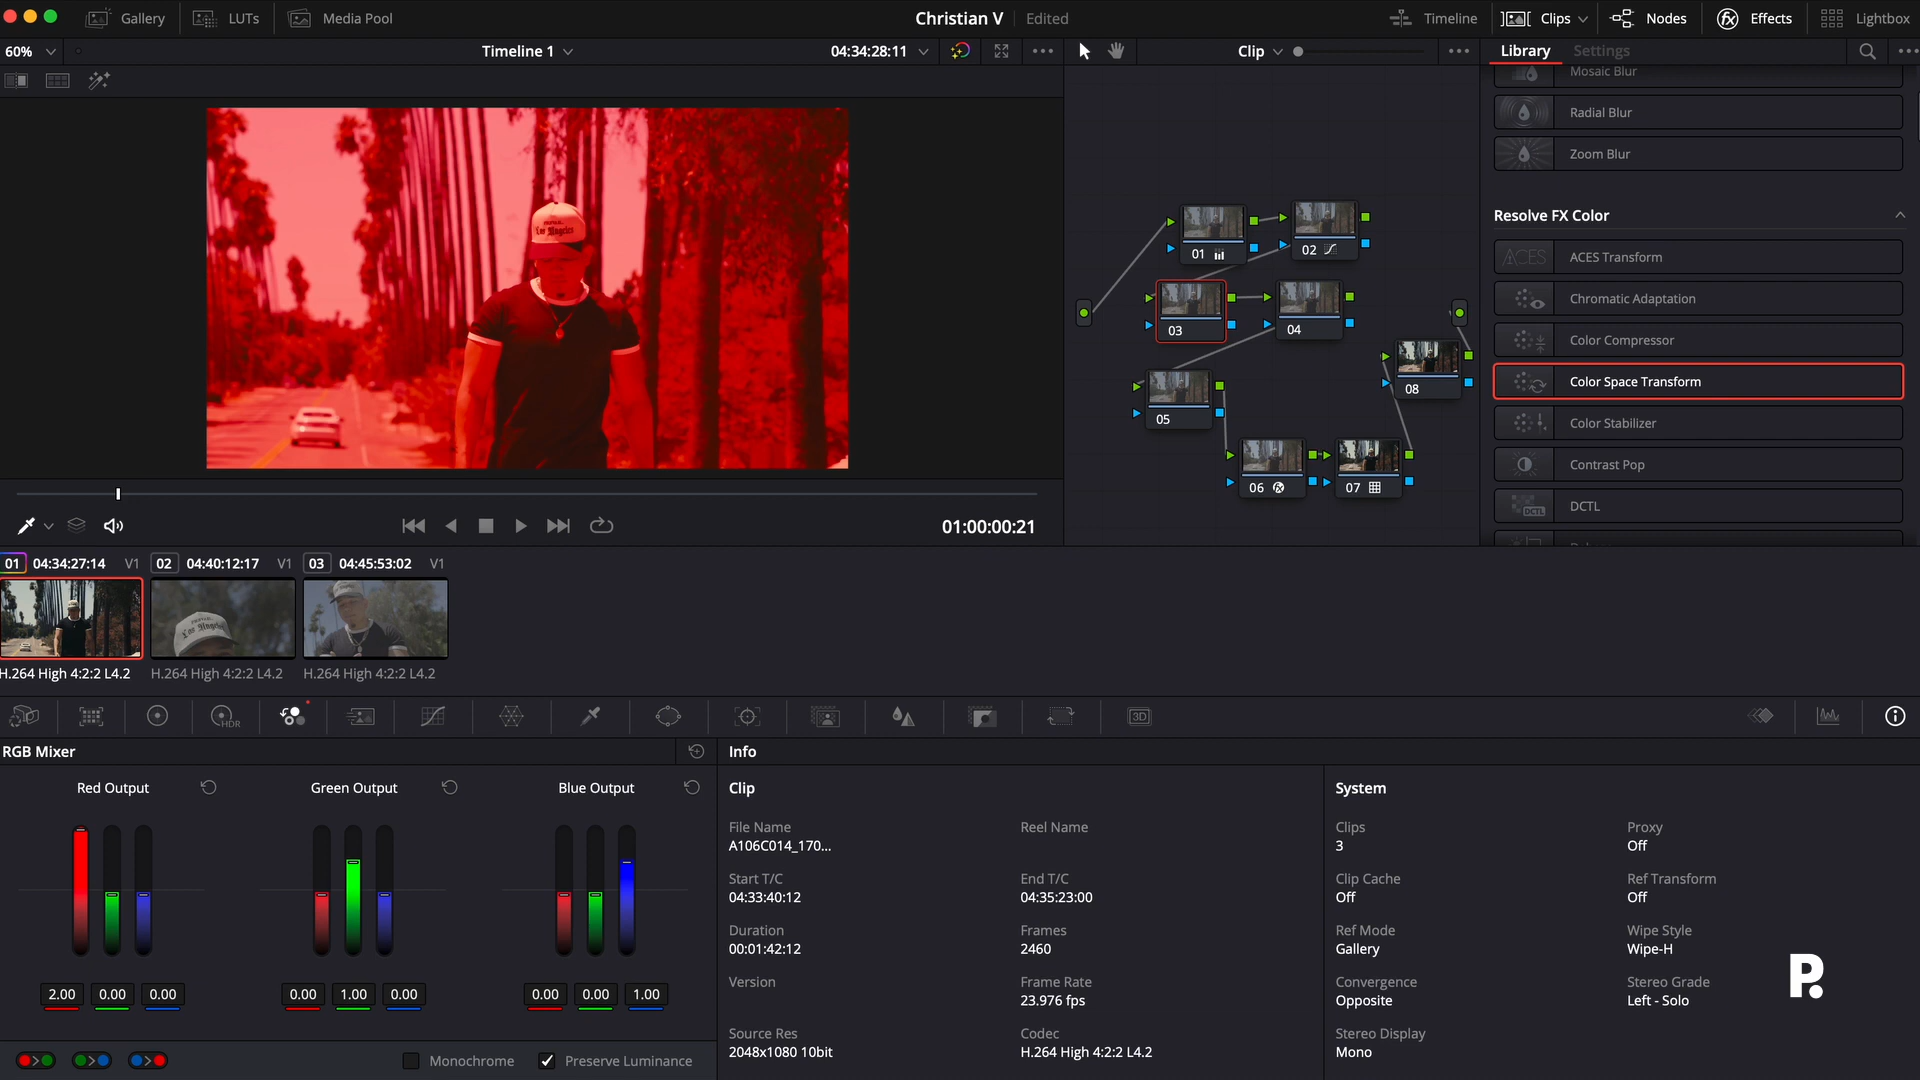 Gallery
LUTs
Media Pool
Christian V
Edited
Timeline
Clips
Nodes
Effects
Lightbox
60%
Timeline 1
04:34:28:11
Clip
Library
Settings
Mosaic Blur
Radial Blur
Zoom Blur
Resolve FX Color
ACES
ACES Transform
Chromatic Adaptation
Color Compressor
Color Space Transform
Color Stabilizer
Contrast Pop
DCTL
DCTL
Los Angeles
01
02
03
04
05
06
07
08
01:00:00:21
01 04:34:27:14 V1
02 04:40:12:17 V1
03 04:45:53:02 V1
Los Angeles
H.264 High 4:2:2 L4.2
H.264 High 4:2:2 L4.2
H.264 High 4:2:2 L4.2
HDR
3D
RGB Mixer
Red Output
Green Output
Blue Output
2.00 0.00 0.00
0.00 1.00 0.00
0.00 0.00 1.00
Monochrome
Preserve Luminance
Info
Clip
File Name
A106C014_170...
Reel Name
Start T/C
04:33:40:12
End T/C
04:35:23:00
Duration
00:01:42:12
Frames
2460
Version
Frame Rate
23.976 fps
Source Res
2048x1080 10bit
Codec
H.264 High 4:2:2 L4.2
System
Clips
3
Proxy
Off
Clip Cache
Off
Ref Transform
Off
Ref Mode
Gallery
Wipe Style
Wipe-H
Convergence
Opposite
Stereo Grade
Left - Solo
Stereo Display
Mono
P.